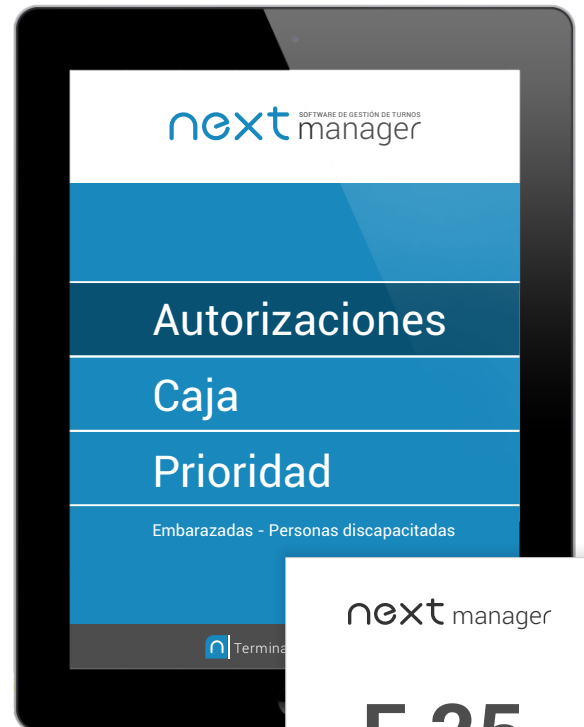 next SOFTWARE DE GESTIÓN DE TURNOS manager
Autorizaciones
Caja
Prioridad
Embarazadas - Personas discapacitadas
next manager